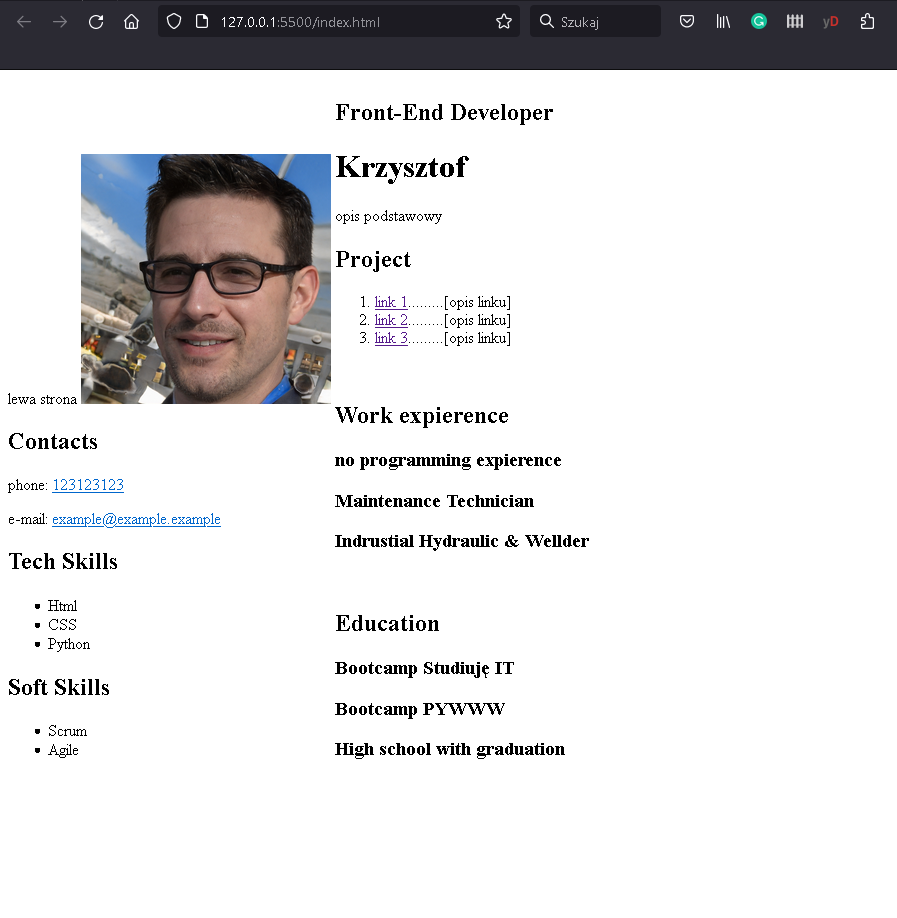 127.0.0.1:5500/index.html
Szukaj
yD
lewa strona
Contacts
phone: 123123123
e-mail: example@example.example
Tech Skills
Html
CSS
Python
Soft Skills
Scrum
Agile
Front-End Developer
Krzysztof
opis podstawowy
Project
1. link 1.........[opis linku]
2. link 2.........[opis linku]
3. link 3.........[opis linku]
Work expierence
no programming expierence
Maintenance Technician
Indrustial Hydraulic & Wellder
Education
Bootcamp Studiuję IT
Bootcamp PYWWW
High school with graduation